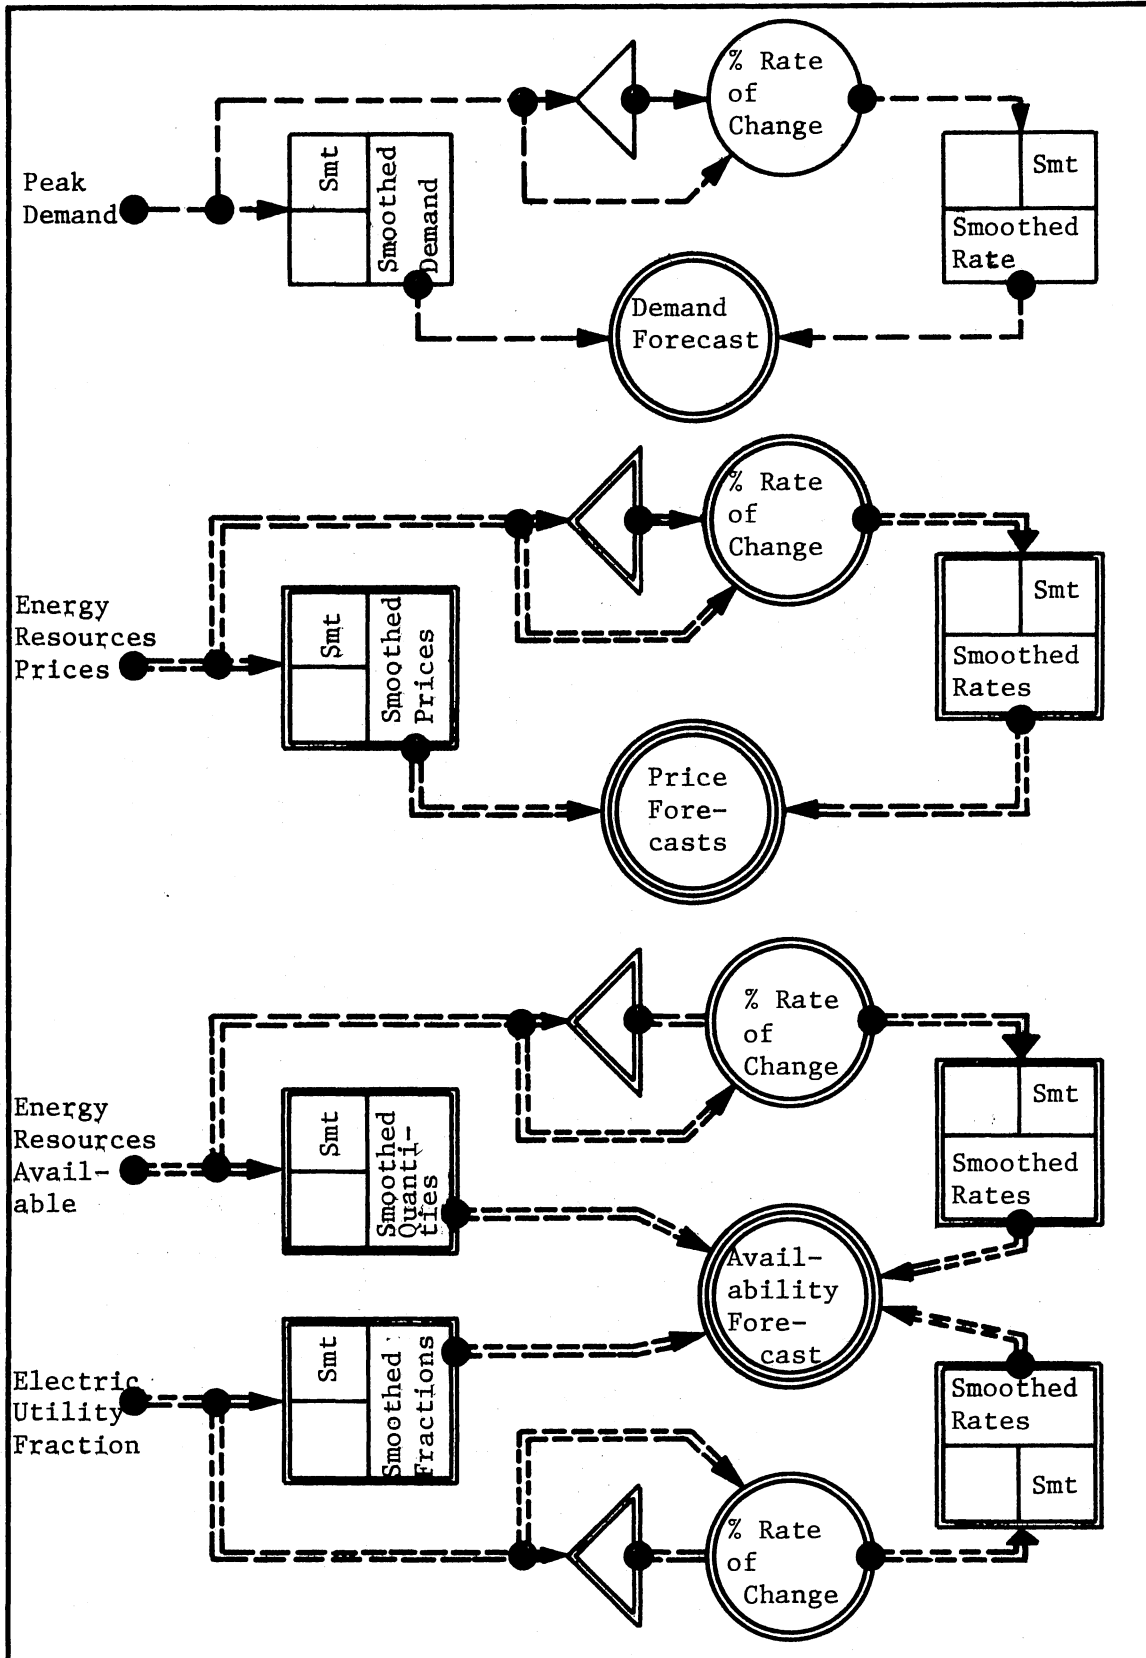 % Rate
of
Change
Peak
Demand
Smt
Smoothed
Demand
Smt
Smoothed
Rate
Demand
Forecast
% Rate
of
Change
Energy
Resources
Prices
Smt
Smoothed
Prices
Smt
Smoothed
Rates
Price
Fore-
casts
% Rate
of
Change
Energy
Resources
Avail-
able
Smt
Smoothed
Quanti-
ties
Smt
Smoothed
Rates
Avail-
ability
Fore-
cast
Electric
Utility
Fraction
Smt
Smoothed
Fractions
Smoothed
Rates
Smt
% Rate
of
Change